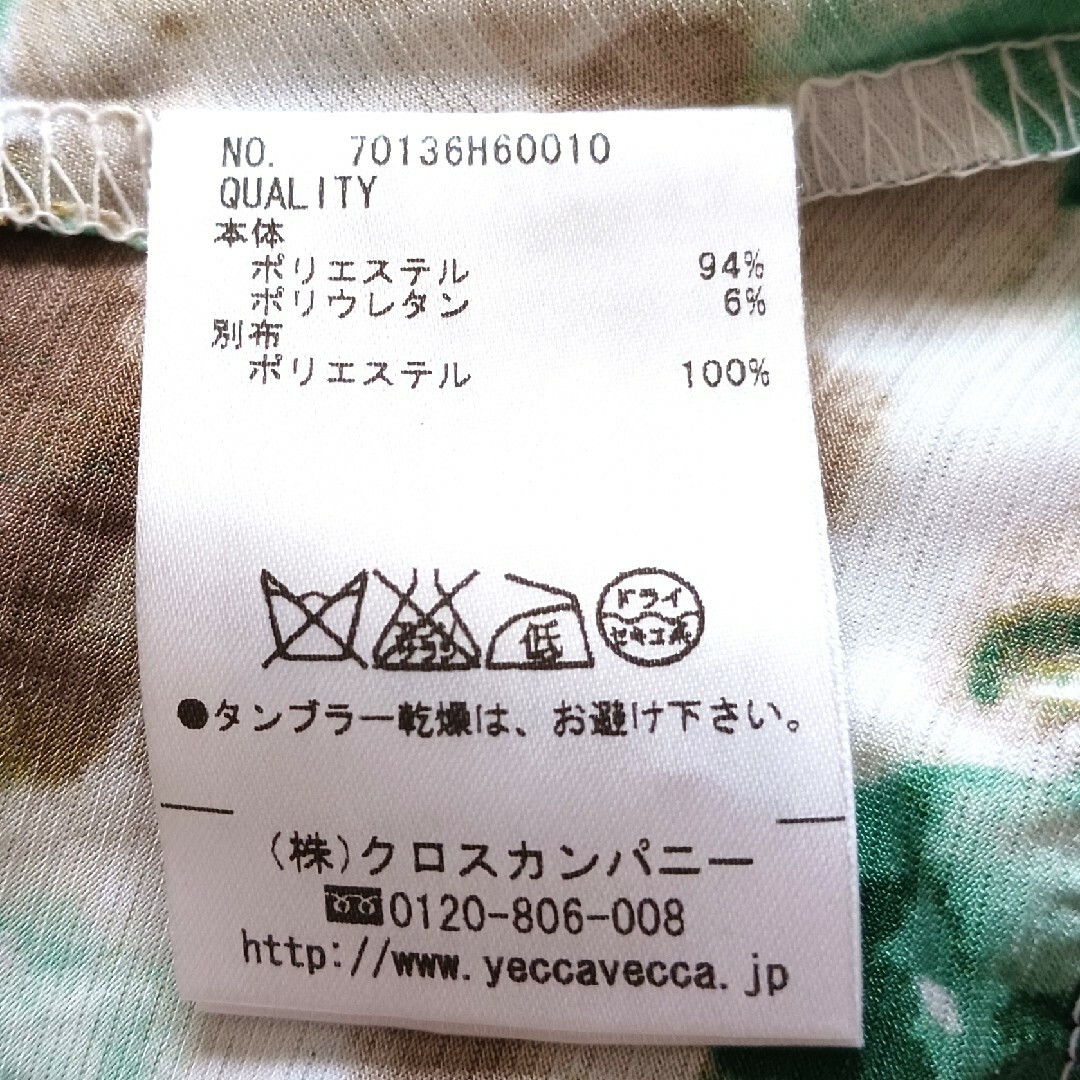 NO. 70136H60010
QUALITY
本体
ポリエステル 94%
ポリウレタン 6%
別布
ポリエステル 100%
低
ドライ
セキユ系
●タンブラー乾燥は、お避け下さい。
(株)クロスカンパニー
0120-806-008
http://www.yeccavecca.jp